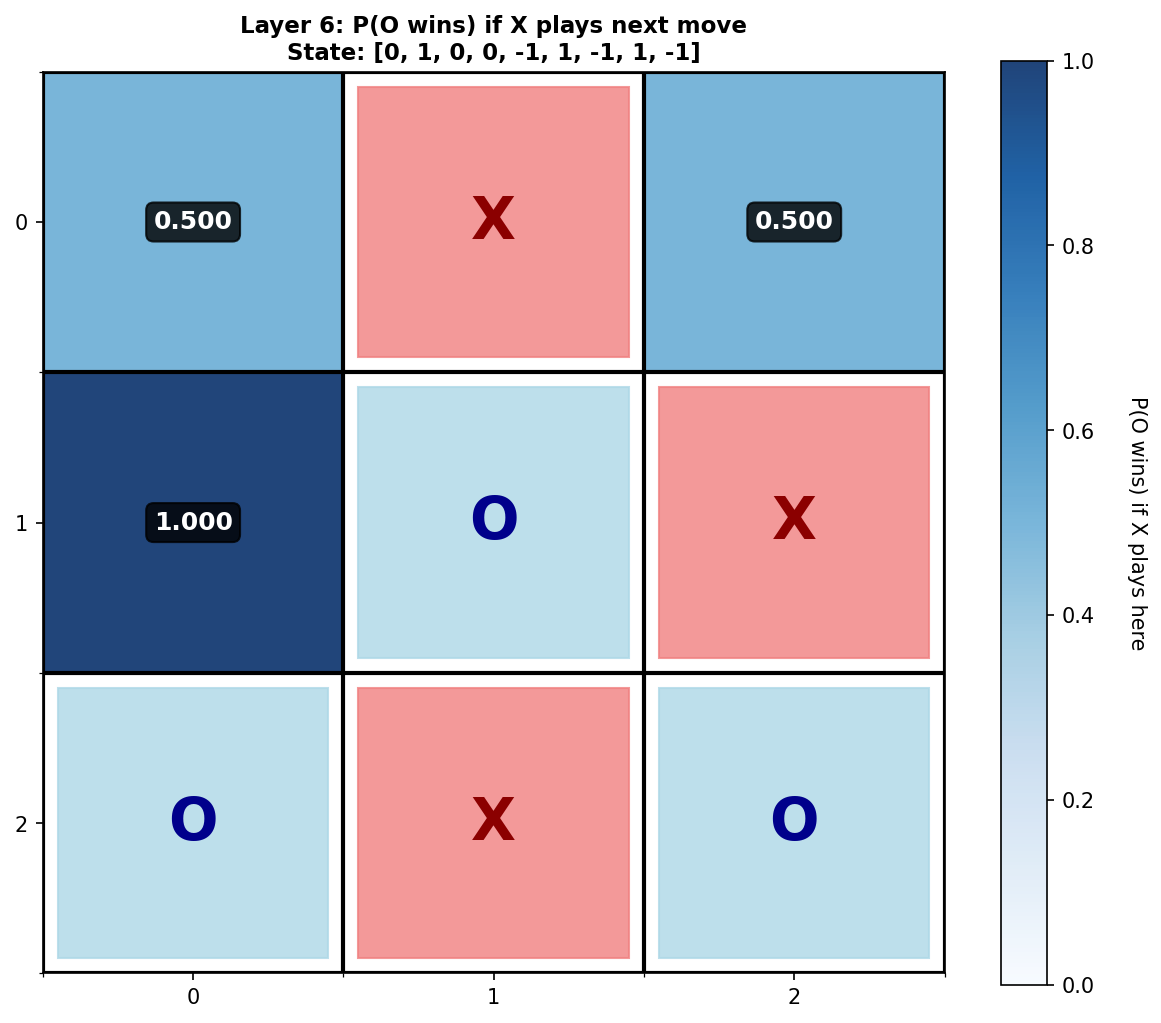 Layer 6: P(O wins) if X plays next move
State: [0, 1, 0, 0, -1, 1, -1, 1, -1]
0.500
X
0.500
0
1.000
O
X
1
O
X
O
2
0
1
2
1.0
0.8
0.6
0.4
0.2
0.0
P(O wins) if X plays here